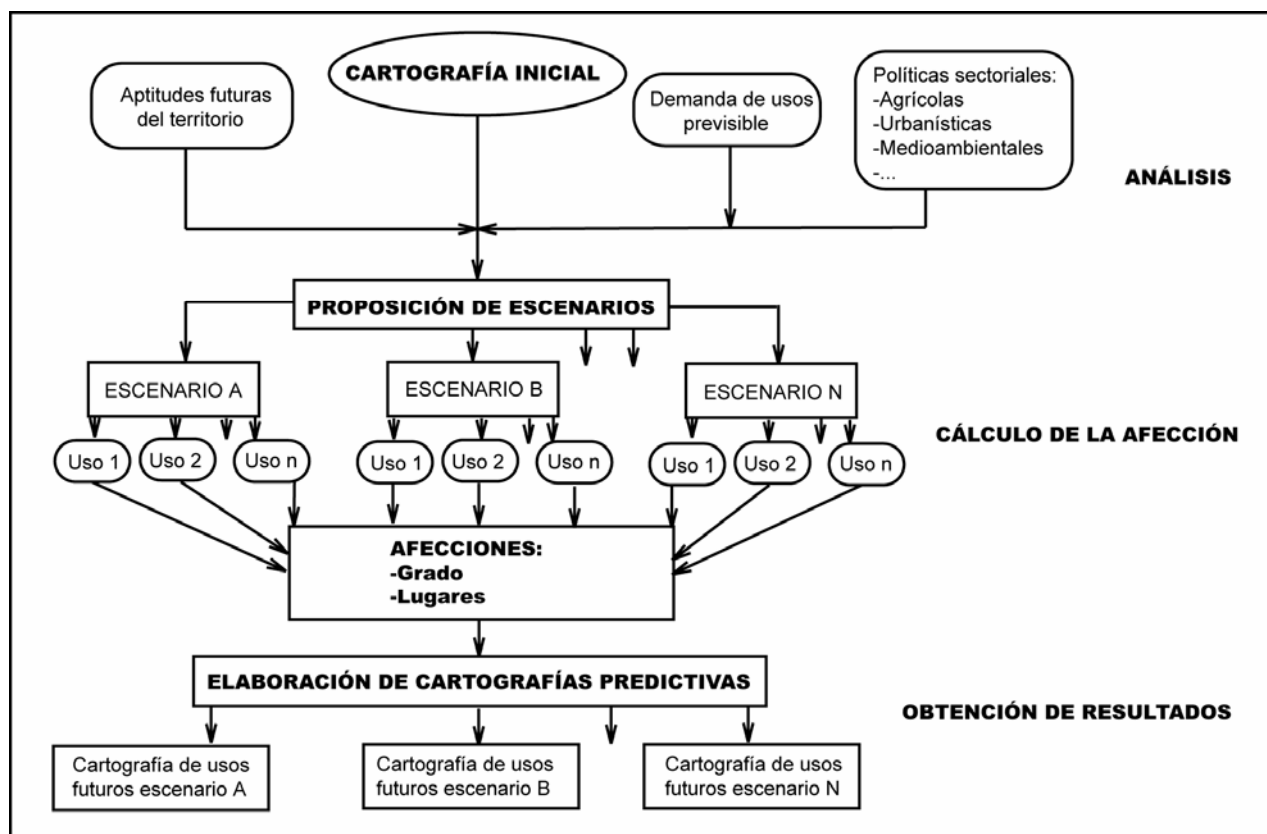 CARTOGRAFÍA INICIAL
Aptitudes futuras
del territorio
Demanda de usos
previsible
Políticas sectoriales:
-Agrícolas
-Urbanísticas
-Medioambientales
-...
ANÁLISIS
PROPOSICIÓN DE ESCENARIOS
ESCENARIO A
ESCENARIO B
ESCENARIO N
CÁLCULO DE LA AFECCIÓN
Uso 1
Uso 2
Uso n
Uso 1
Uso 2
Uso n
Uso 1
Uso 2
Uso n
AFECCIONES:
-Grado
-Lugares
ELABORACIÓN DE CARTOGRAFÍAS PREDICTIVAS
OBTENCIÓN DE RESULTADOS
Cartografía de usos
futuros escenario A
Cartografía de usos
futuros escenario B
Cartografía de usos
futuros escenario N